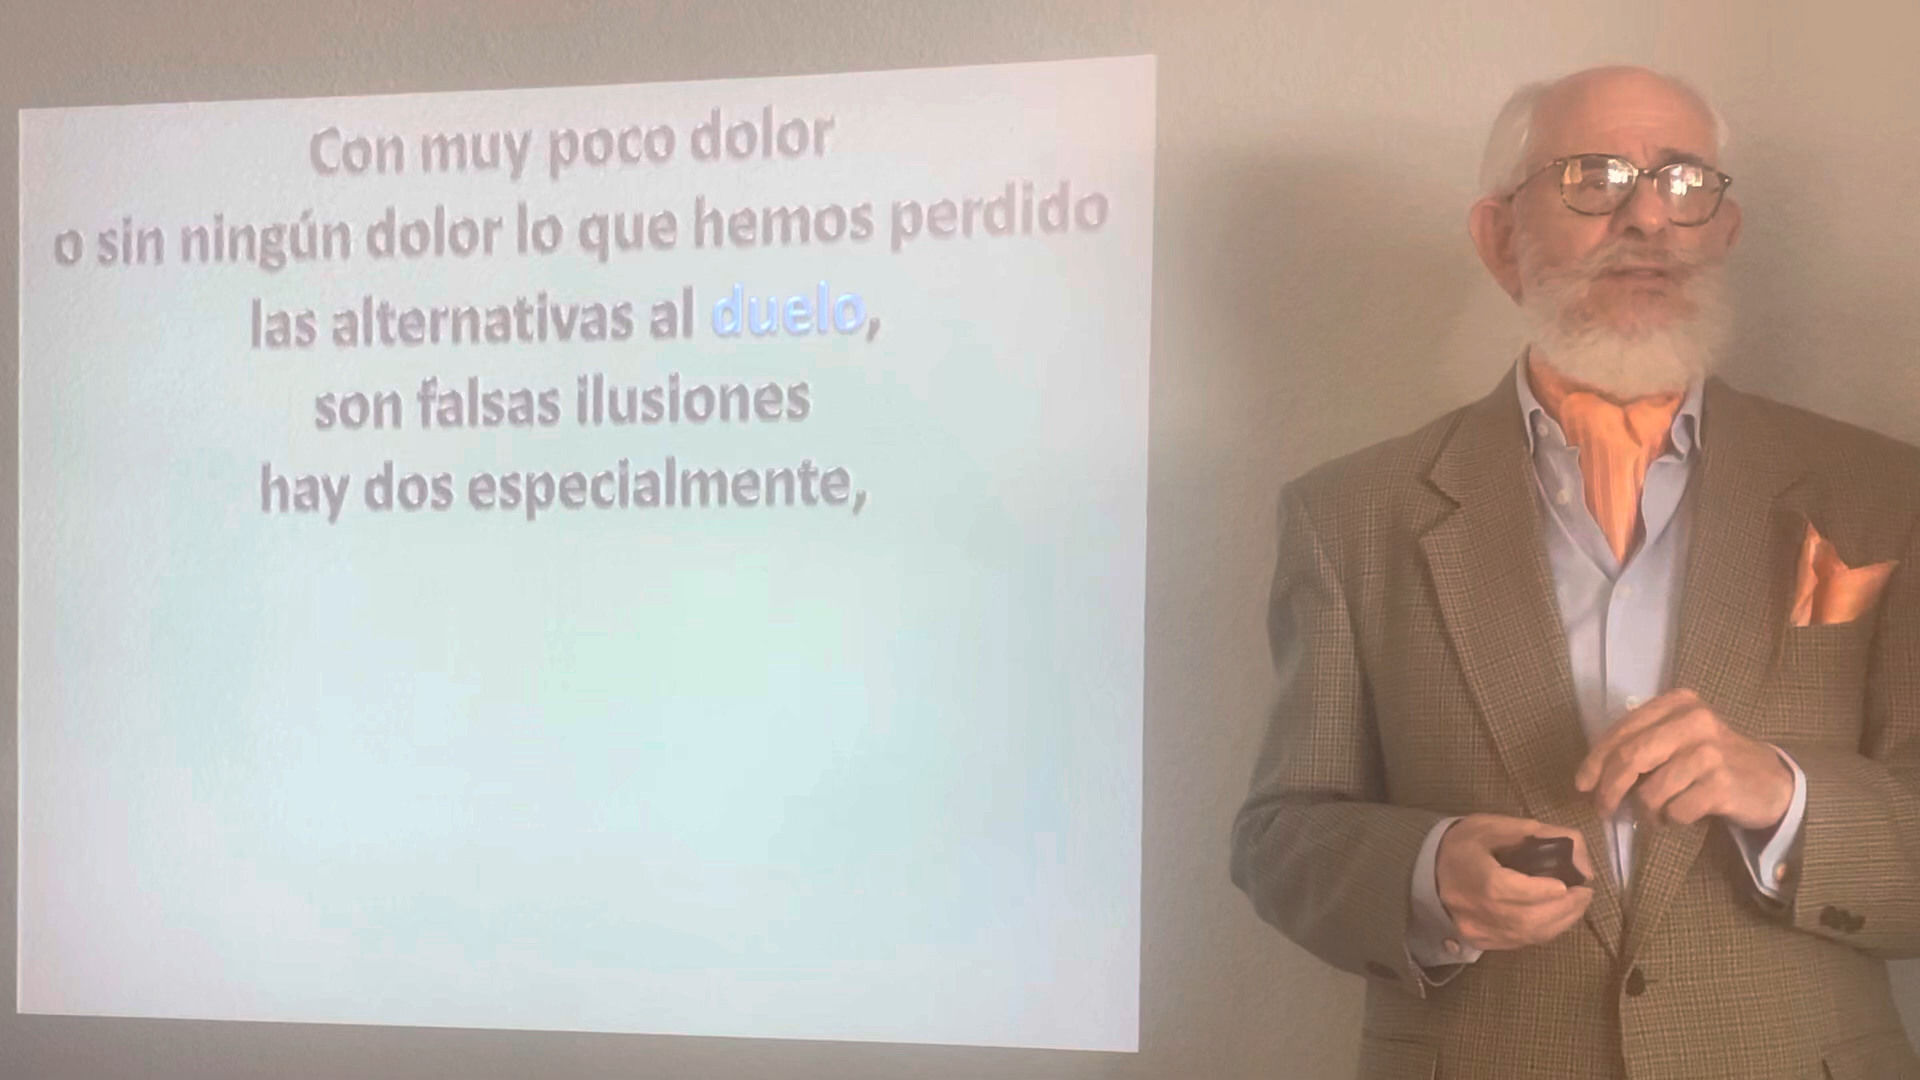 Con muy poco dolor
o sin ningún dolor lo que hemos perdido
las alternativas al duelo,
son falsas ilusiones
hay dos especialmente,